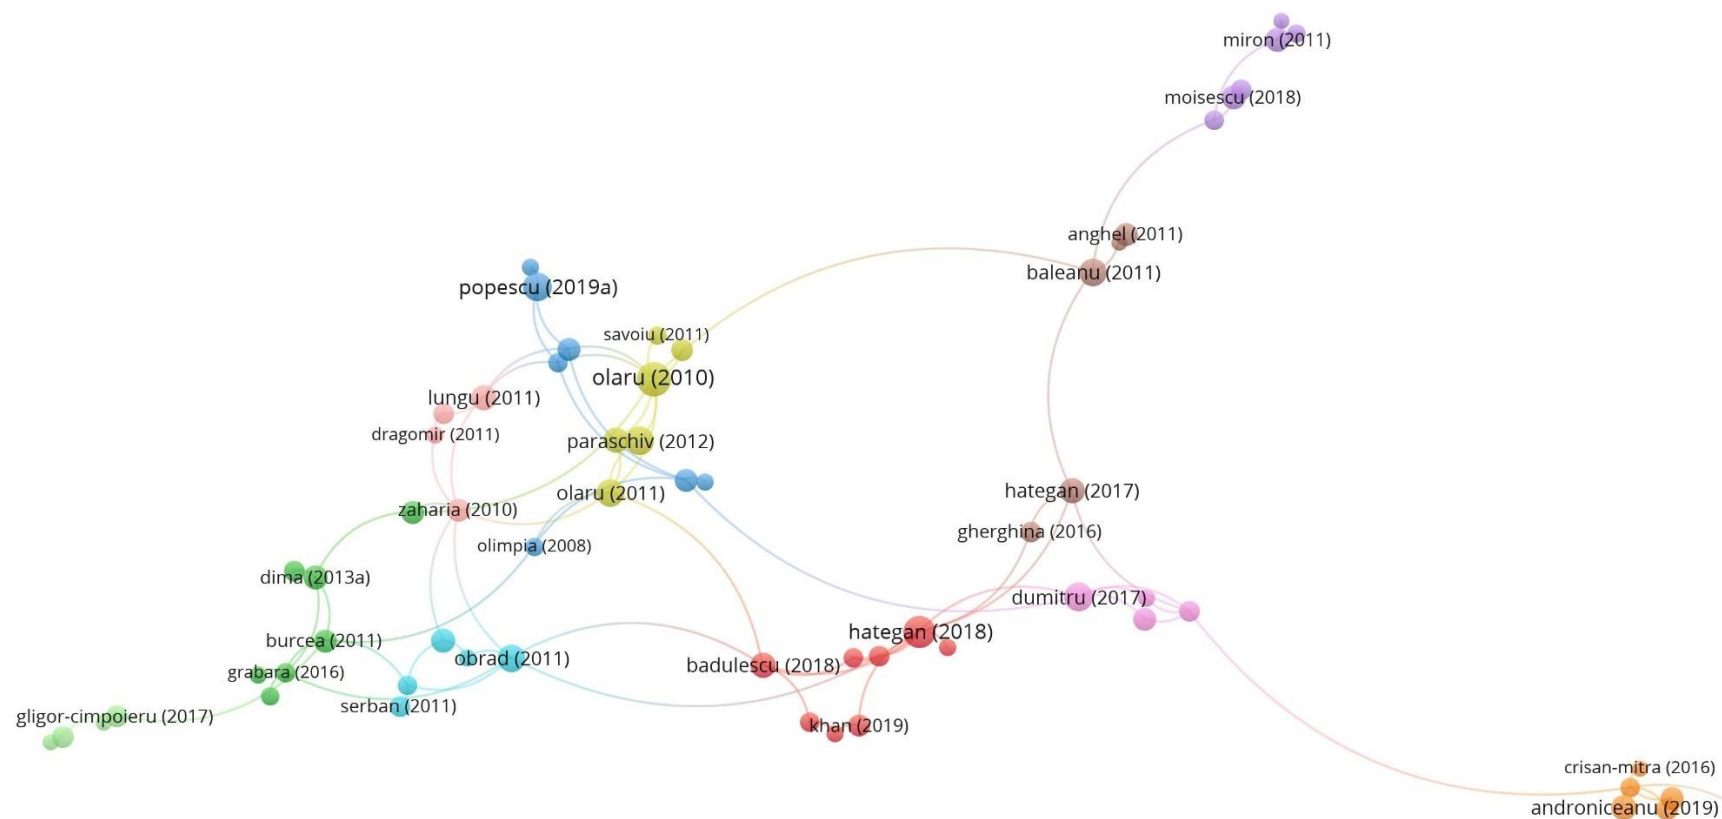 miron (2011)
moisescu (2018)
anghel (2011)
baleanu (2011)
popescu (2019a)
savoiu (2011)
olaru (2010)
lungu (2011)
dragomir (2011)
paraschiv (2012)
olaru (2011)
hategan (2017)
zaharia (2010)
gherghina (2016)
olimpia (2008)
dima (2013a)
dumitru (2017)
hategan (2018)
burcea (2011)
obrad (2011)
badulescu (2018)
grabara (2016)
serban (2011)
gligor-cimpoieru (2017)
khan (2019)
crisan-mitra (2016)
androniceanu (2019)